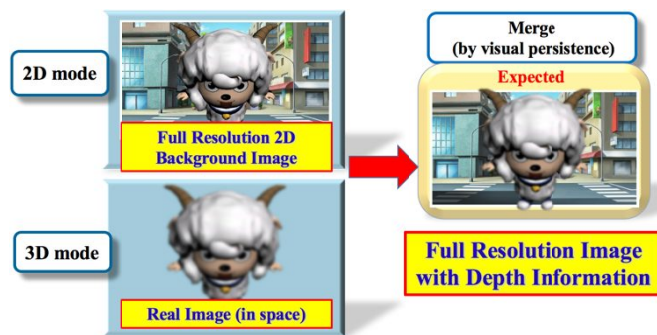 2D mode
Full Resolution 2D
Background Image
3D mode
Real Image (in space)
Merge
(by visual persistence)
Expected
Full Resolution Image
with Depth Information